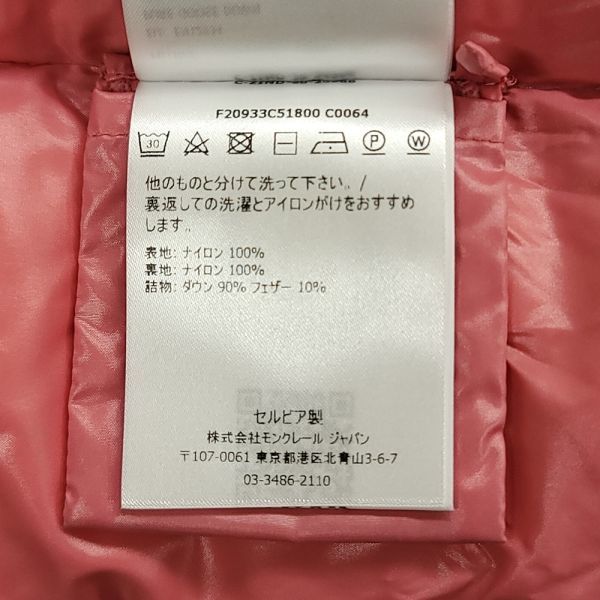 F20933C51800 C0064
30 P W
他のものと分けて洗って下さい。/
裏返しての洗濯とアイロンがけをおすすめ
します。
表地: ナイロン 100%
裏地: ナイロン 100%
詰物: ダウン 90% フェザー 10%
セルビア製
株式会社モンクレール ジャパン
〒107-0061 東京都港区北青山3-6-7
03-3486-2110